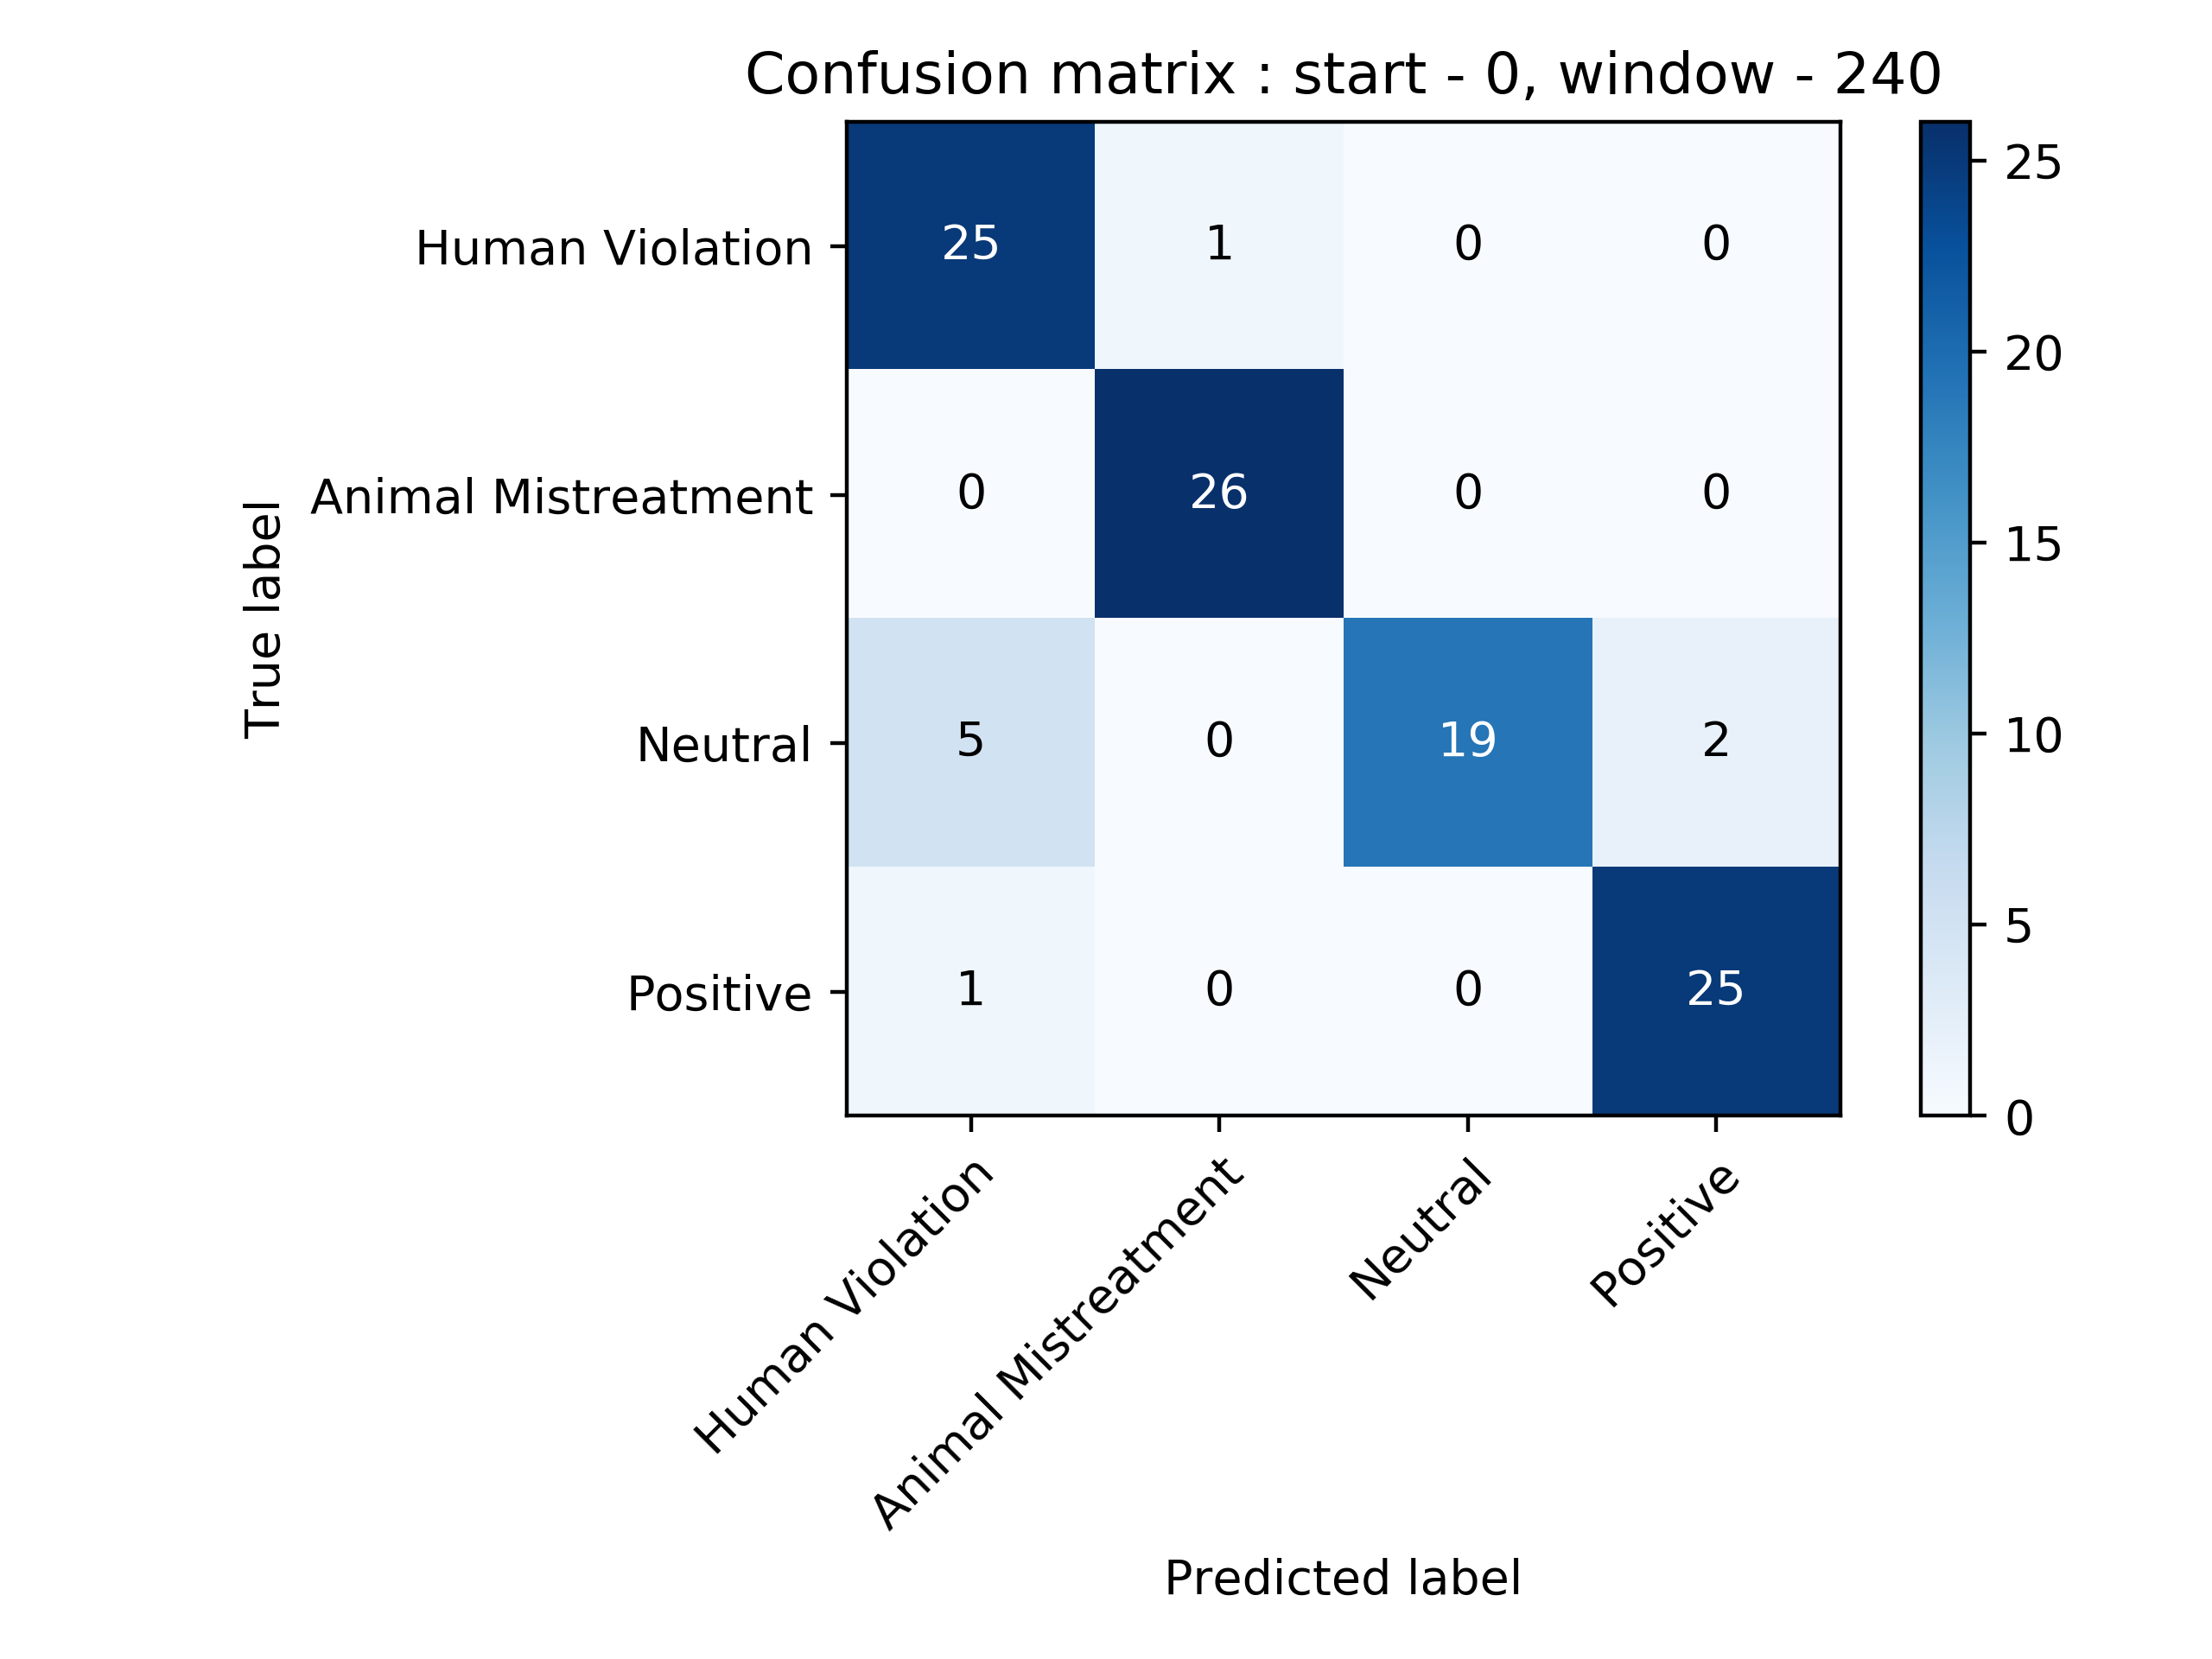 Confusion matrix : start - 0, window - 240
Human Violation
25
1
0
0
Animal Mistreatment
0
26
0
0
Neutral
5
0
19
2
Positive
1
0
0
25
True label
Human Violation
Animal Mistreatment
Neutral
Positive
Predicted label
25
20
15
10
5
0